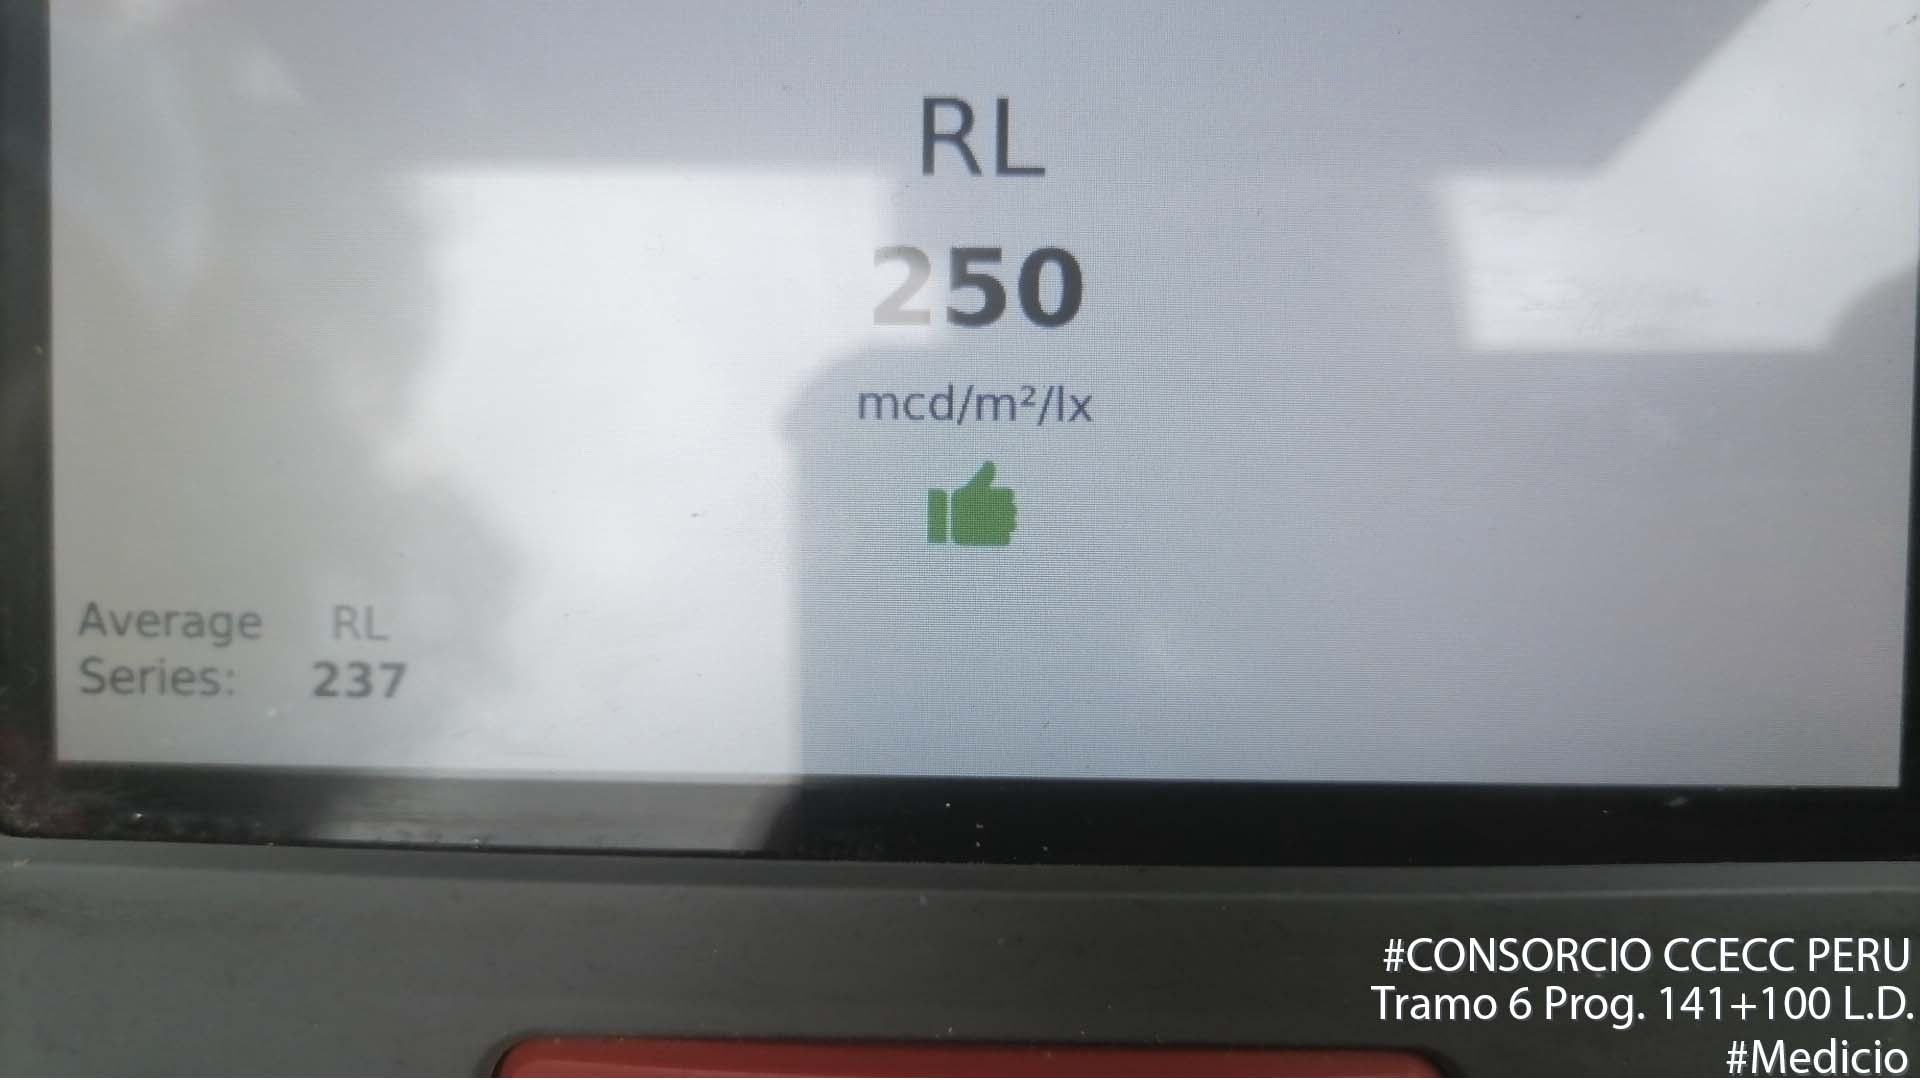 RL
250
mcd/m²/lx
Average RL
Series: 237
#CONSORCIO CCECC PERU
Tramo 6 Prog. 141+100 L.D.
#Medicio